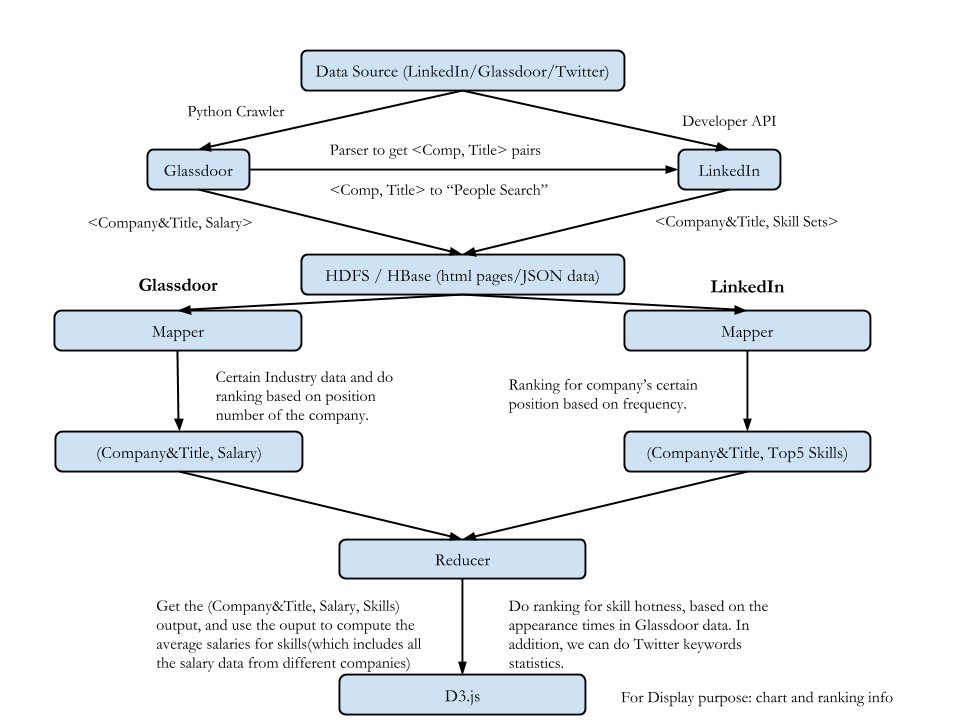 Data Source (LinkedIn/Glassdoor/Twitter)
Python Crawler
Developer API
Parser to get <Comp, Title> pairs
Glassdoor
LinkedIn
<Comp, Title> to “People Search”
<Company&Title, Salary>
<Company&Title, Skill Sets>
HDFS / HBase (html pages/JSON data)
Glassdoor
LinkedIn
Mapper
Mapper
Certain Industry data and do
ranking based on position
number of the company.
Ranking for company’s certain
position based on frequency.
(Company&Title, Salary)
(Company&Title, Top5 Skills)
Reducer
Get the (Company&Title, Salary, Skills)
output, and use the ouput to compute the
average salaries for skills(which includes all
the salary data from different companies)
Do ranking for skill hotness, based on the
appearance times in Glassdoor data. In
addition, we can do Twitter keywords
statistics.
D3.js
For Display purpose: chart and ranking info